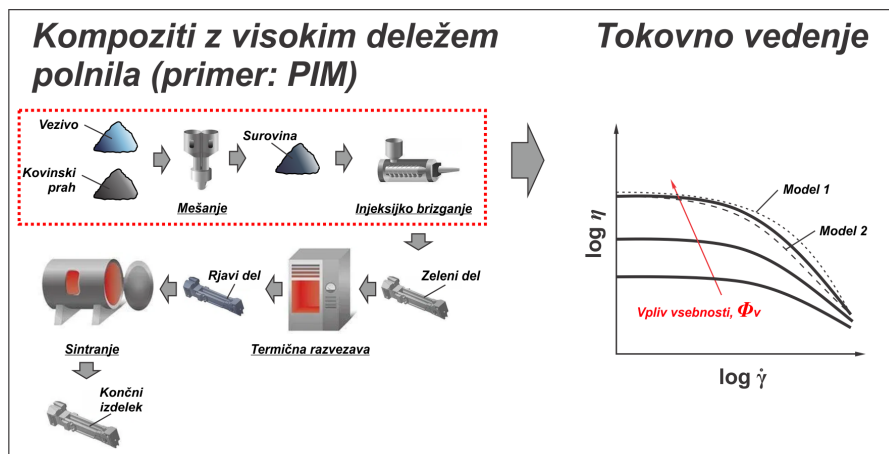 Kompoziti z visokim deležem
polnila (primer: PIM)
Tokovno vedenje
Vezivo
Kovinski
prah
Mešanje
Surovina
Injeksijko brizganje
Zeleni del
Termična razvezava
Rjavi del
Sintranje
Končni
izdelek
log η
Model 1
Model 2
Vpliv vsebnosti, Φv
log γ̇